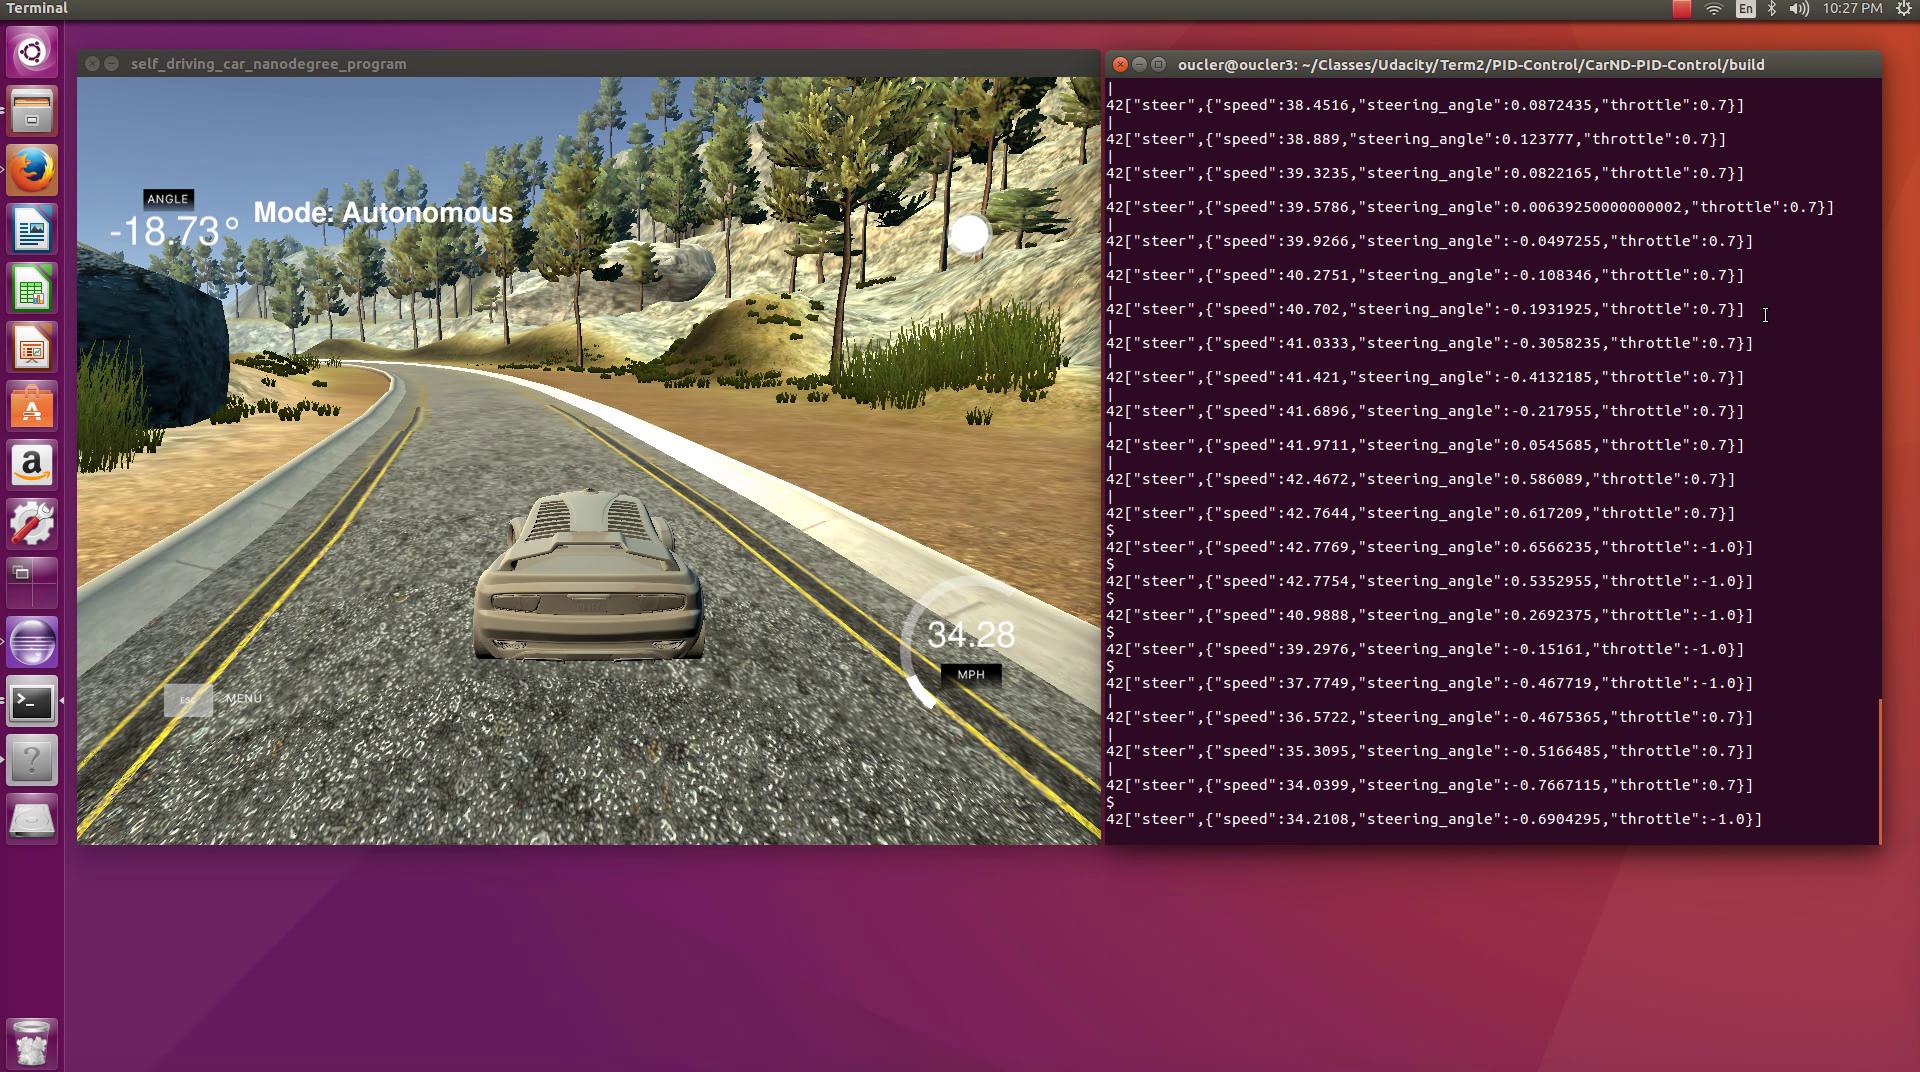 Terminal
En
10:27 PM
self_driving_car_nanodegree_program
ANGLE
-18.73°
Mode: Autonomous
34.28
MPH
ESC
MENU
a
>_
?
oucler@oucler3: ~/Classes/Udacity/Term2/PID-Control/CarND-PID-Control/build
|
42["steer",{"speed":38.4516,"steering_angle":0.0872435,"throttle":0.7}]
|
42["steer",{"speed":38.889,"steering_angle":0.123777,"throttle":0.7}]
|
42["steer",{"speed":39.3235,"steering_angle":0.0822165,"throttle":0.7}]
|
42["steer",{"speed":39.5786,"steering_angle":0.00639250000000002,"throttle":0.7}]
|
42["steer",{"speed":39.9266,"steering_angle":-0.0497255,"throttle":0.7}]
|
42["steer",{"speed":40.2751,"steering_angle":-0.108346,"throttle":0.7}]
|
42["steer",{"speed":40.702,"steering_angle":-0.1931925,"throttle":0.7}]
|
42["steer",{"speed":41.0333,"steering_angle":-0.3058235,"throttle":0.7}]
|
42["steer",{"speed":41.421,"steering_angle":-0.4132185,"throttle":0.7}]
|
42["steer",{"speed":41.6896,"steering_angle":-0.217955,"throttle":0.7}]
|
42["steer",{"speed":41.9711,"steering_angle":0.0545685,"throttle":0.7}]
|
42["steer",{"speed":42.4672,"steering_angle":0.586089,"throttle":0.7}]
|
42["steer",{"speed":42.7644,"steering_angle":0.617209,"throttle":0.7}]
$
42["steer",{"speed":42.7769,"steering_angle":0.6566235,"throttle":-1.0}]
$
42["steer",{"speed":42.7754,"steering_angle":0.5352955,"throttle":-1.0}]
$
42["steer",{"speed":40.9888,"steering_angle":0.2692375,"throttle":-1.0}]
$
42["steer",{"speed":39.2976,"steering_angle":-0.15161,"throttle":-1.0}]
$
42["steer",{"speed":37.7749,"steering_angle":-0.467719,"throttle":-1.0}]
|
42["steer",{"speed":36.5722,"steering_angle":-0.4675365,"throttle":0.7}]
|
42["steer",{"speed":35.3095,"steering_angle":-0.5166485,"throttle":0.7}]
|
42["steer",{"speed":34.0399,"steering_angle":-0.7667115,"throttle":0.7}]
$
42["steer",{"speed":34.2108,"steering_angle":-0.6904295,"throttle":-1.0}]